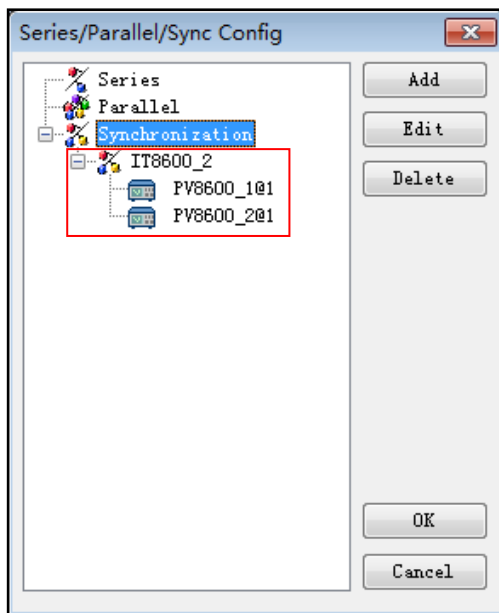 Series/Parallel/Sync Config
Series
Parallel
Synchronization
IT8600_2
PV8600_1@1
PV8600_2@1
Add
Edit
Delete
OK
Cancel